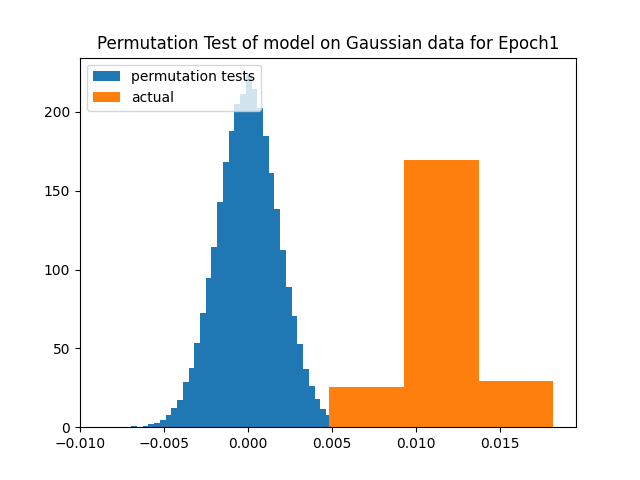 Permutation Test of model on Gaussian data for Epoch1
permutation tests
actual
200
150
100
50
0
−0.010 −0.005 0.000 0.005 0.010 0.015